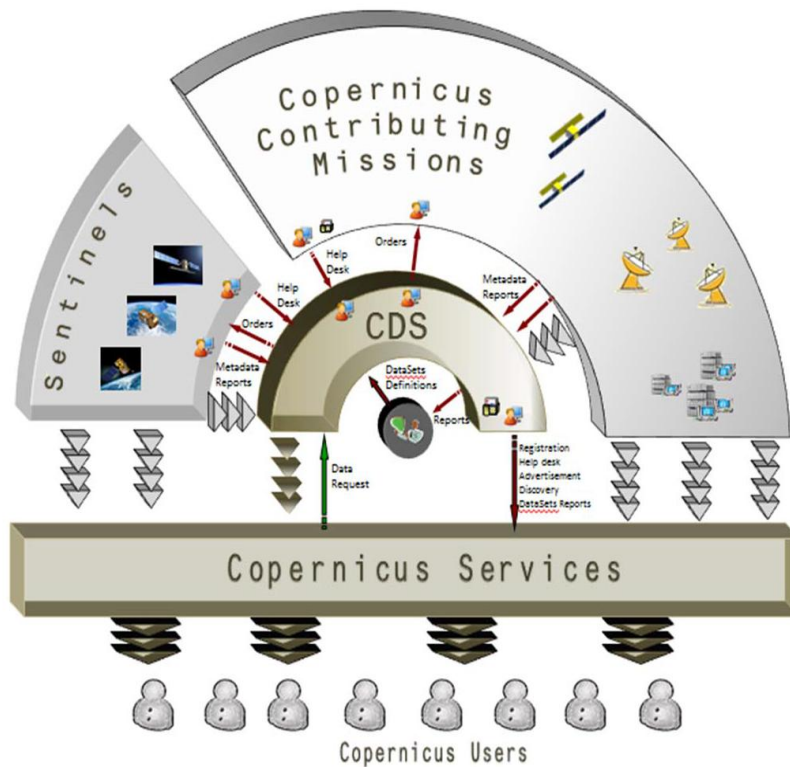 Copernicus
Contributing
Missions
Sentinels
Help
Desk
Orders
Metadata
Reports
Help
Desk
Orders
Metadata
Reports
CDS
DataSets
Definitions
Reports
Data
Request
Registration
Help desk
Advertisement
Discovery
DataSets Reports
Copernicus Services
Copernicus Users